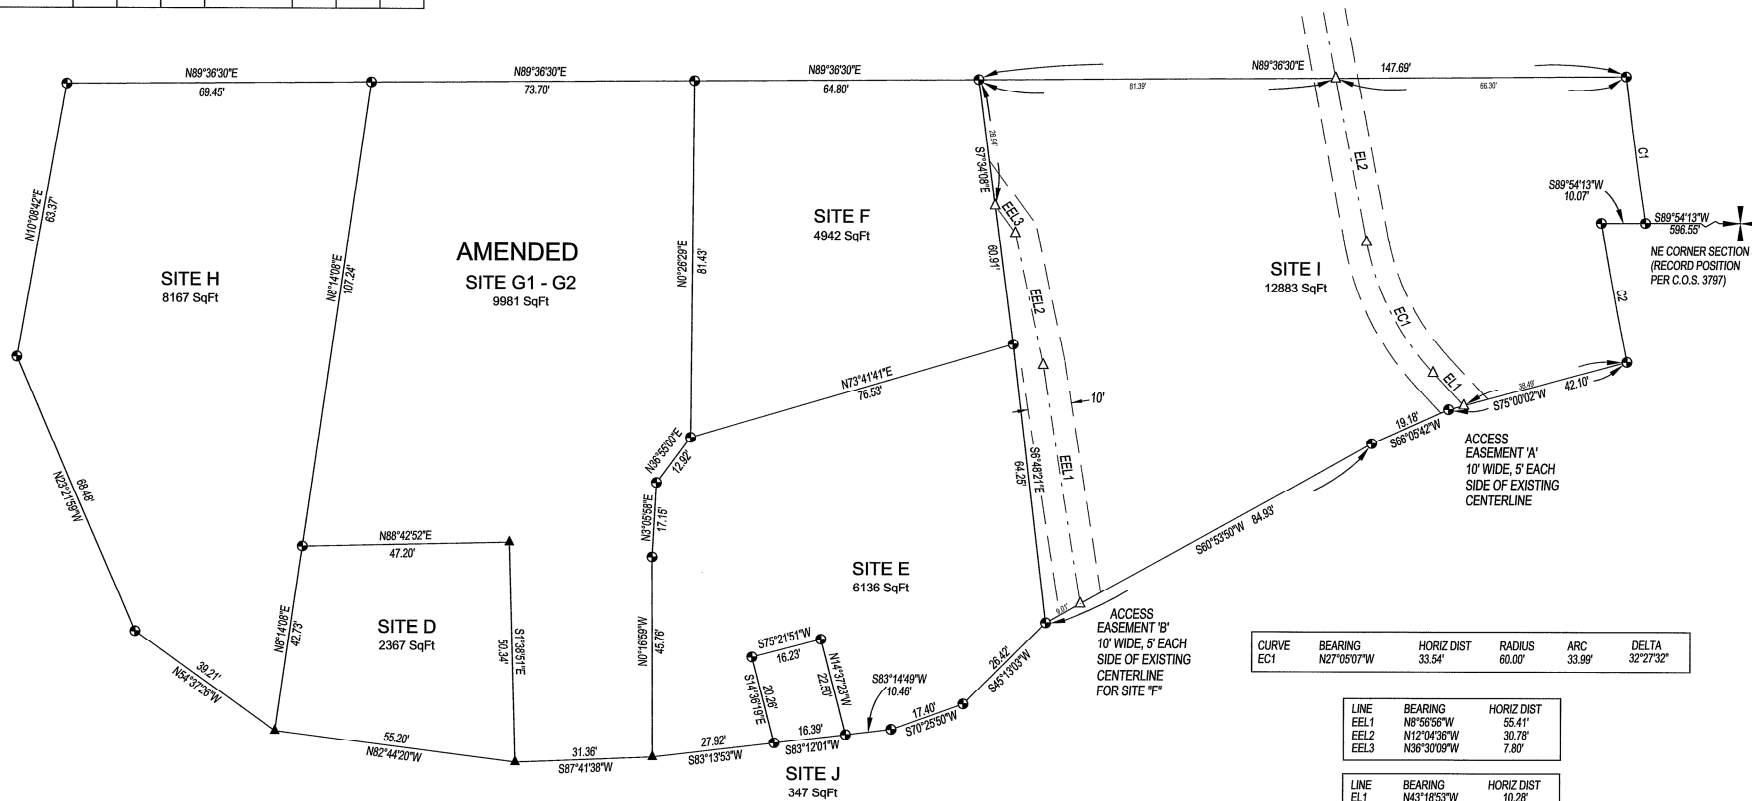 N89°36'30"E
69.45'
N89°36'30"E
73.70'
N89°36'30"E
64.80'
N89°36'30"E
147.69'
81.39'
66.30'
N10°08'42"E
63.37'
N8°14'08"E
107.24'
N0°26'29"E
81.43'
S7°34'08"E
60.91'
EEL3
EEL2
EEL1
EL2
EC1
EL1
C1
C2
S89°54'13"W
10.07'
S89°54'13"W
596.55'
NE CORNER SECTION
(RECORD POSITION
PER C.O.S. 3797)
SITE H
8167 SqFt
AMENDED
SITE G1 - G2
9981 SqFt
SITE F
4942 SqFt
SITE I
12883 SqFt
N73°41'41"E
76.53'
10'
N36°55'00"E
12.92'
N3°05'58"E
17.15'
S6°48'21"E
64.25'
38.49'
S75°00'02"W
42.10'
19.18'
S66°05'42"W
ACCESS
EASEMENT 'A'
10' WIDE, 5' EACH
SIDE OF EXISTING
CENTERLINE
68.48'
N23°21'59"W
N88°42'52"E
47.20'
S60°53'50"W 84.93'
SITE E
6136 SqFt
N8°14'08"E
42.73'
SITE D
2367 SqFt
S1°38'51"E
50.34'
N0°16'59"W
45.76'
9.01'
ACCESS
EASEMENT 'B'
10' WIDE, 5' EACH
SIDE OF EXISTING
CENTERLINE
FOR SITE "F"
S75°21'51"W
16.23'
S14°36'19"E
20.26'
N14°37'23"W
22.50'
S83°14'49"W
10.46'
26.42'
S45°13'03"W
17.40'
S70°25'50"W
39.21'
N54°37'26"W
55.20'
N82°44'20"W
31.36'
S87°41'38"W
27.92'
S83°13'53"W
16.39'
S83°12'01"W
SITE J
347 SqFt
CURVE BEARING HORIZ DIST RADIUS ARC DELTA
EC1 N27°05'07"W 33.54' 60.00' 33.99' 32°27'32"
LINE BEARING HORIZ DIST
EEL1 N8°56'56"W 55.41'
EEL2 N12°04'36"W 30.78'
EEL3 N36°30'09"W 7.80'
LINE BEARING HORIZ DIST
EL1 N43°18'53"W 10.28'